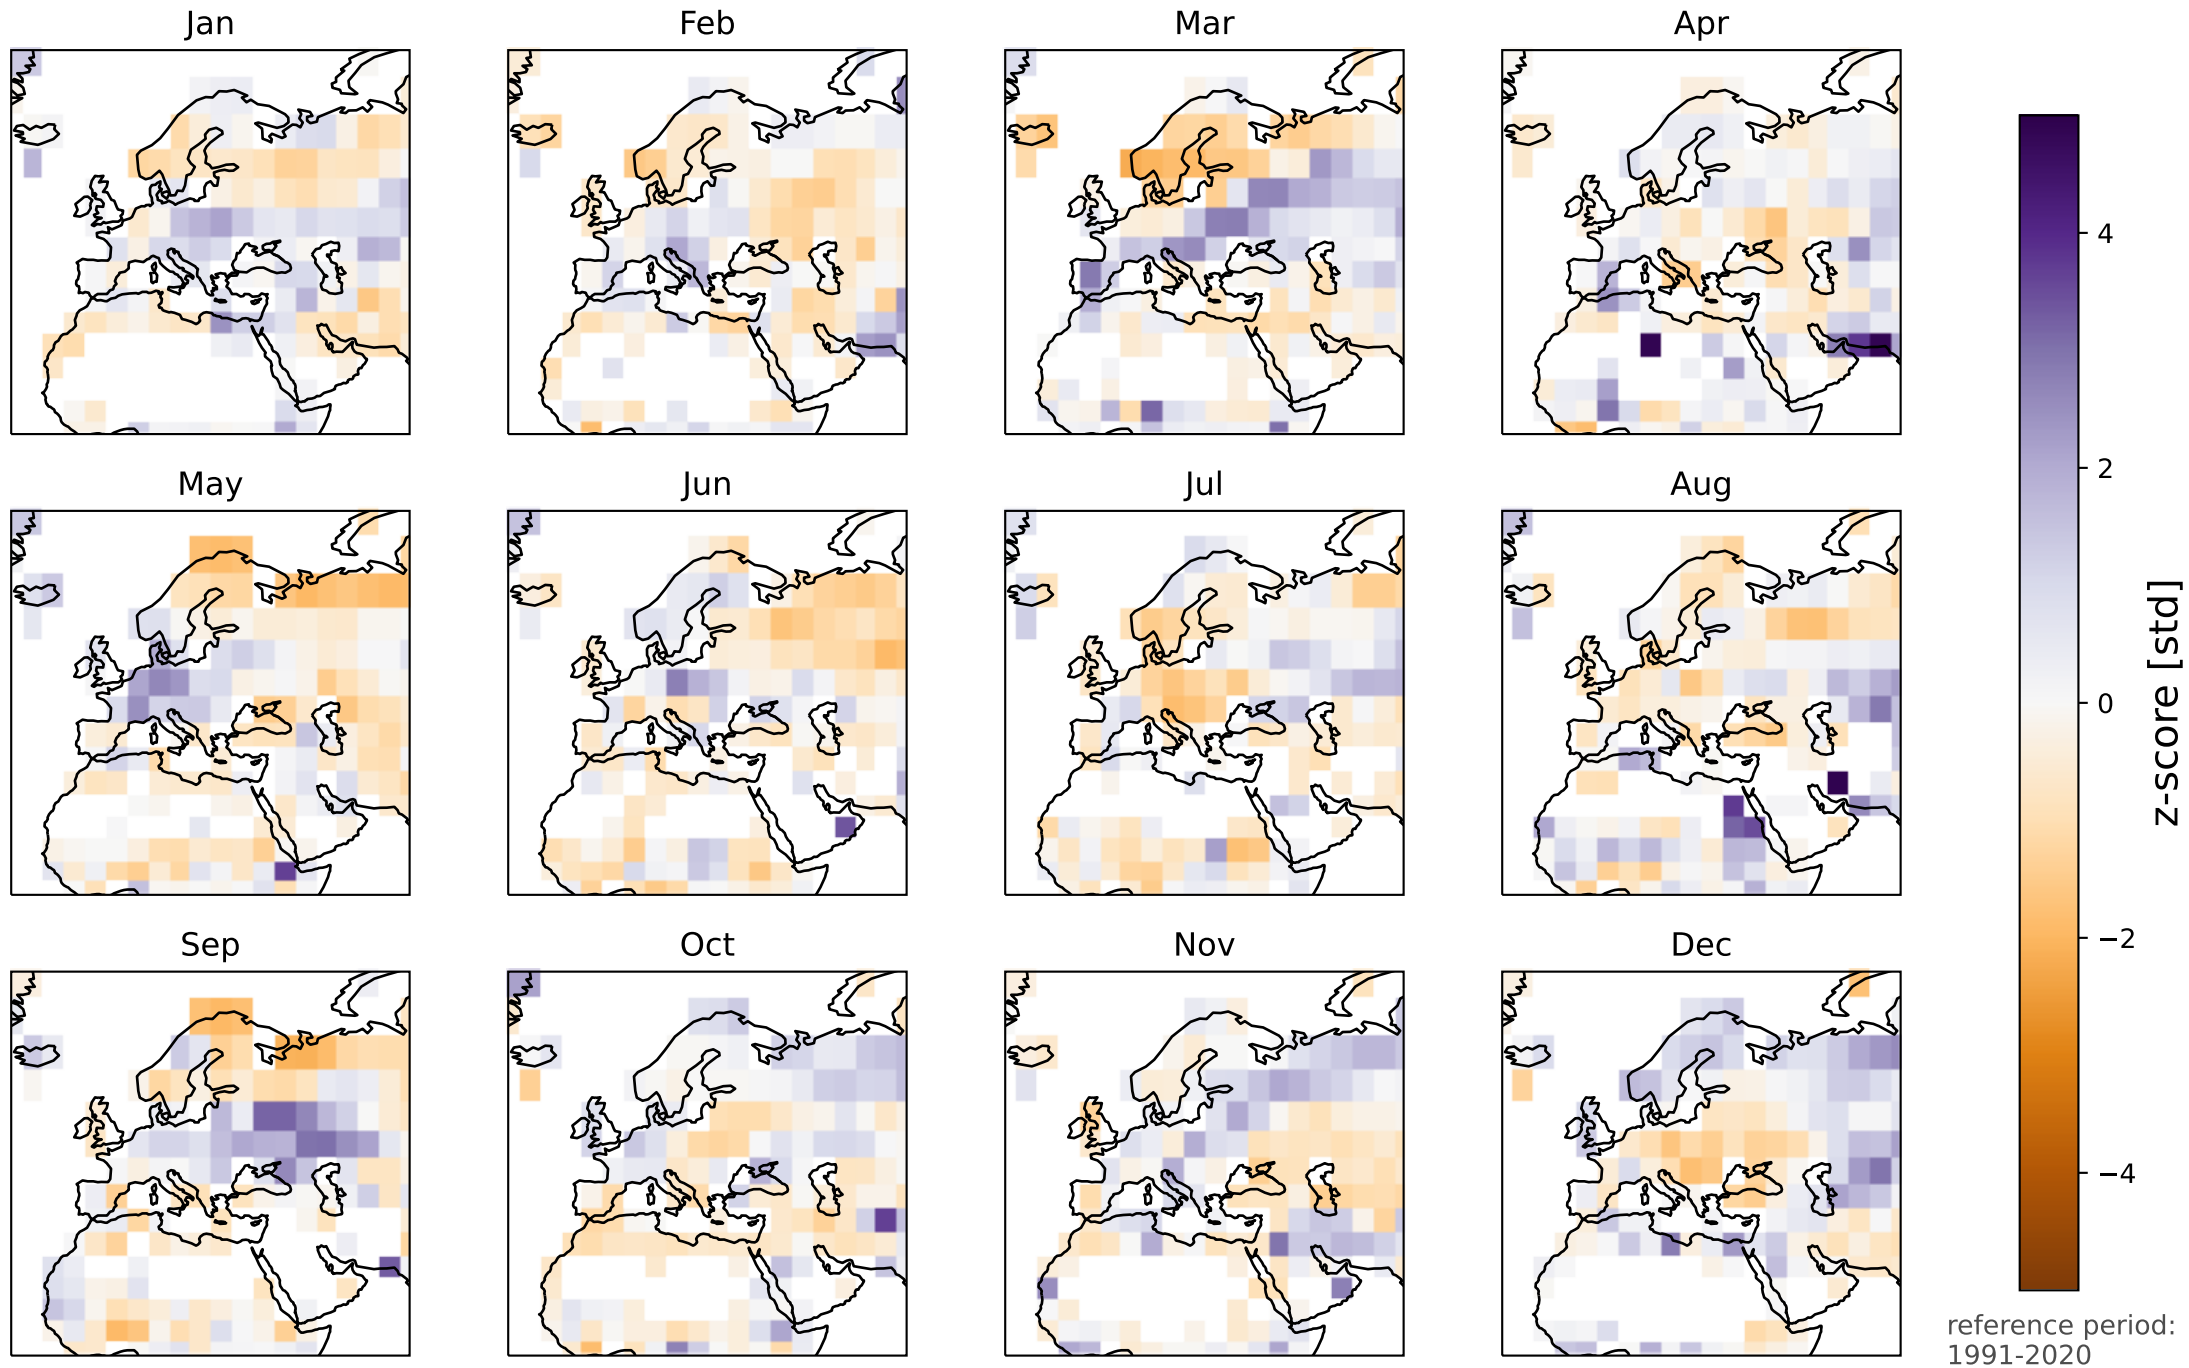 Jan
Feb
Mar
Apr
May
Jun
Jul
Aug
Sep
Oct
Nov
Dec
4
2
0
−2
−4
z-score [std]
reference period:
1991-2020